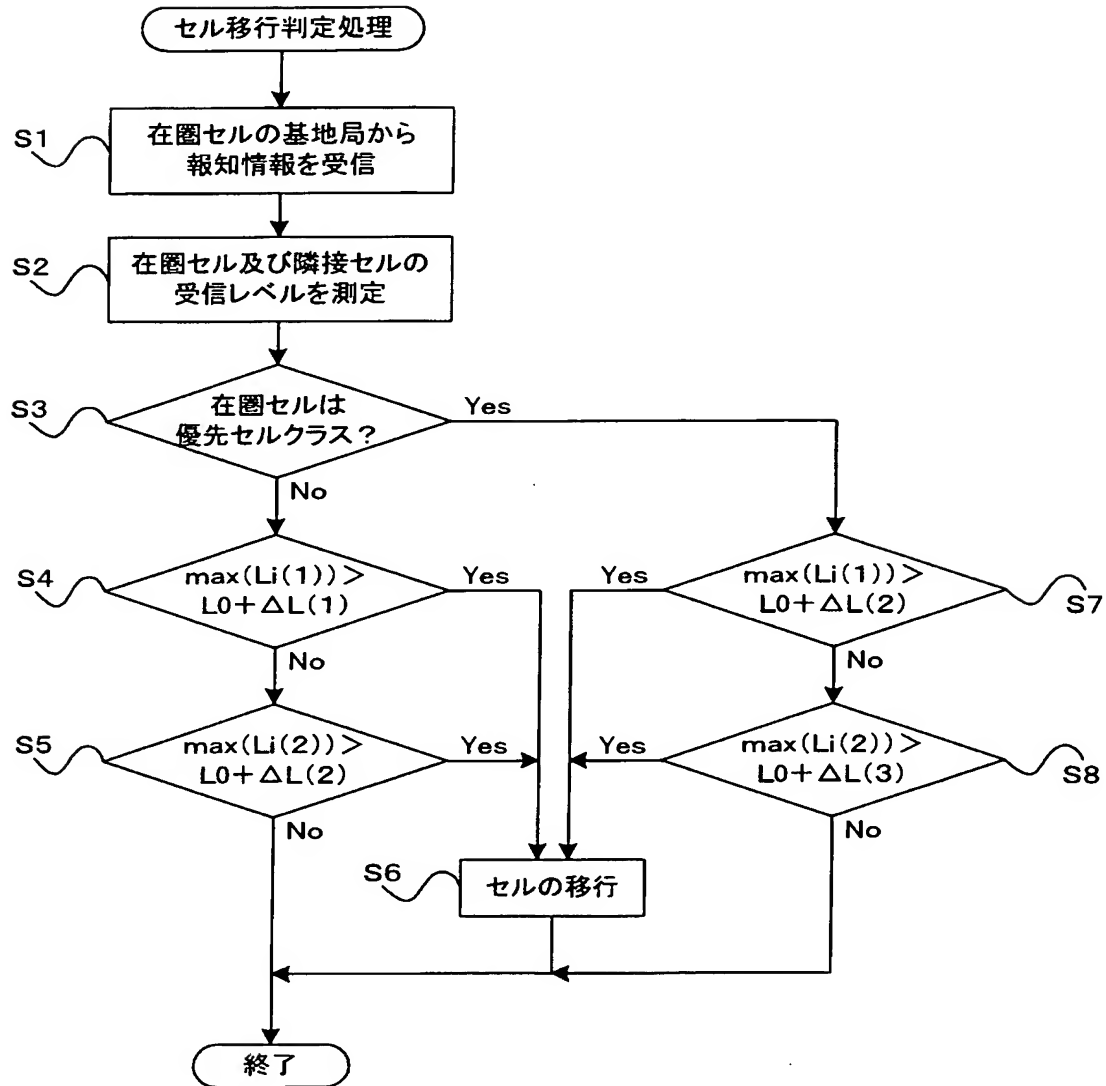 セル移行判定処理
S1
在圏セルの基地局から
報知情報を受信
S2
在圏セル及び隣接セルの
受信レベルを測定
S3
在圏セルは
優先セルクラス？
Yes
No
S4
max(Li(1))>
L0+△L(1)
Yes
No
Yes
max(Li(1))>
L0+△L(2)
S7
No
S5
max(Li(2))>
L0+△L(2)
Yes
No
Yes
max(Li(2))>
L0+△L(3)
S8
No
S6
セルの移行
終了